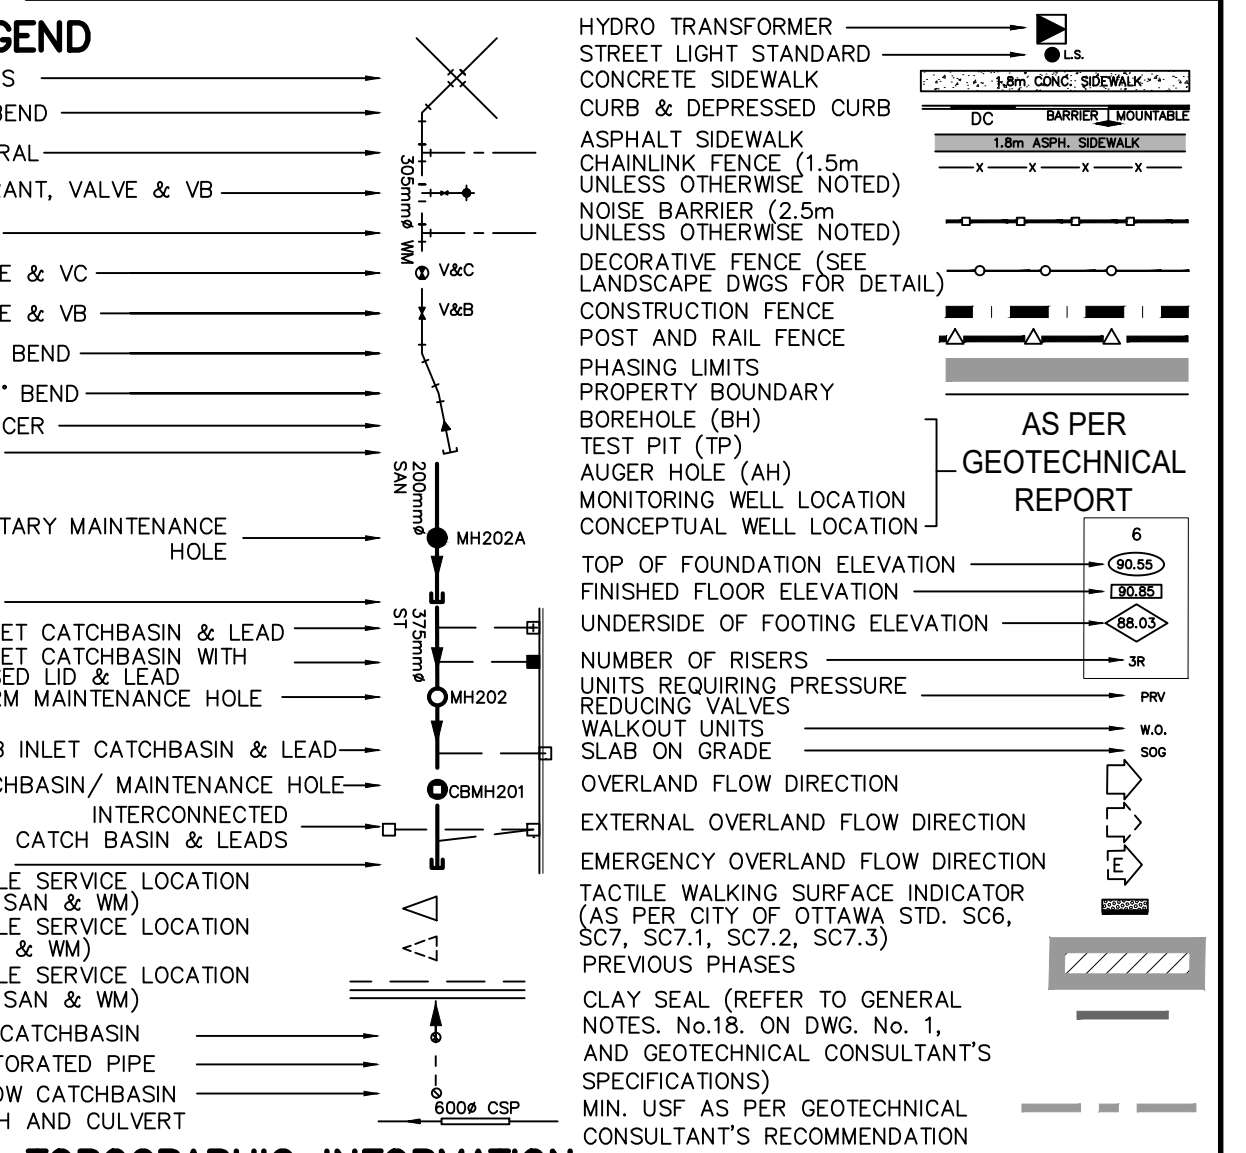 GEND
S
BEND
RAL
RANT, VALVE & VB
E & VC
E & VB
BEND
° BEND
CER
TARY MAINTENANCE
HOLE
ET CATCHBASIN & LEAD
ET CATCHBASIN WITH
SED LID & LEAD
RM MAINTENANCE HOLE
B INLET CATCHBASIN & LEAD
CHBASIN/ MAINTENANCE HOLE
INTERCONNECTED
CATCH BASIN & LEADS
LE SERVICE LOCATION
SAN & WM)
LE SERVICE LOCATION
& WM)
LE SERVICE LOCATION
SAN & WM)
CATCHBASIN
FORATED PIPE
OW CATCHBASIN
H AND CULVERT
305mmø WM
V&C
V&B
200mmø
SAN
MH202A
375mmø
ST
MH202
CBMH201
600ø CSP
HYDRO TRANSFORMER
STREET LIGHT STANDARD
L.S.
CONCRETE SIDEWALK
1.8m CONC. SIDEWALK
CURB & DEPRESSED CURB
DC
BARRIER
MOUNTABLE
ASPHALT SIDEWALK
1.8m ASPH. SIDEWALK
CHAINLINK FENCE (1.5m
UNLESS OTHERWISE NOTED)
x x x x
NOISE BARRIER (2.5m
UNLESS OTHERWISE NOTED)
DECORATIVE FENCE (SEE
LANDSCAPE DWGS FOR DETAIL)
CONSTRUCTION FENCE
POST AND RAIL FENCE
PHASING LIMITS
PROPERTY BOUNDARY
BOREHOLE (BH)
TEST PIT (TP)
AUGER HOLE (AH)
MONITORING WELL LOCATION
CONCEPTUAL WELL LOCATION
AS PER
GEOTECHNICAL
REPORT
6
TOP OF FOUNDATION ELEVATION
90.55
FINISHED FLOOR ELEVATION
90.85
UNDERSIDE OF FOOTING ELEVATION
88.03
NUMBER OF RISERS
3R
UNITS REQUIRING PRESSURE
REDUCING VALVES
PRV
WALKOUT UNITS
W.O.
SLAB ON GRADE
SOG
OVERLAND FLOW DIRECTION
EXTERNAL OVERLAND FLOW DIRECTION
EMERGENCY OVERLAND FLOW DIRECTION
E
TACTILE WALKING SURFACE INDICATOR
(AS PER CITY OF OTTAWA STD. SC6,
SC7, SC7.1, SC7.2, SC7.3)
PREVIOUS PHASES
CLAY SEAL (REFER TO GENERAL
NOTES. No.18. ON DWG. No. 1,
AND GEOTECHNICAL CONSULTANT'S
SPECIFICATIONS)
MIN. USF AS PER GEOTECHNICAL
CONSULTANT'S RECOMMENDATION
TOPOGRAPHIC INFORMATION